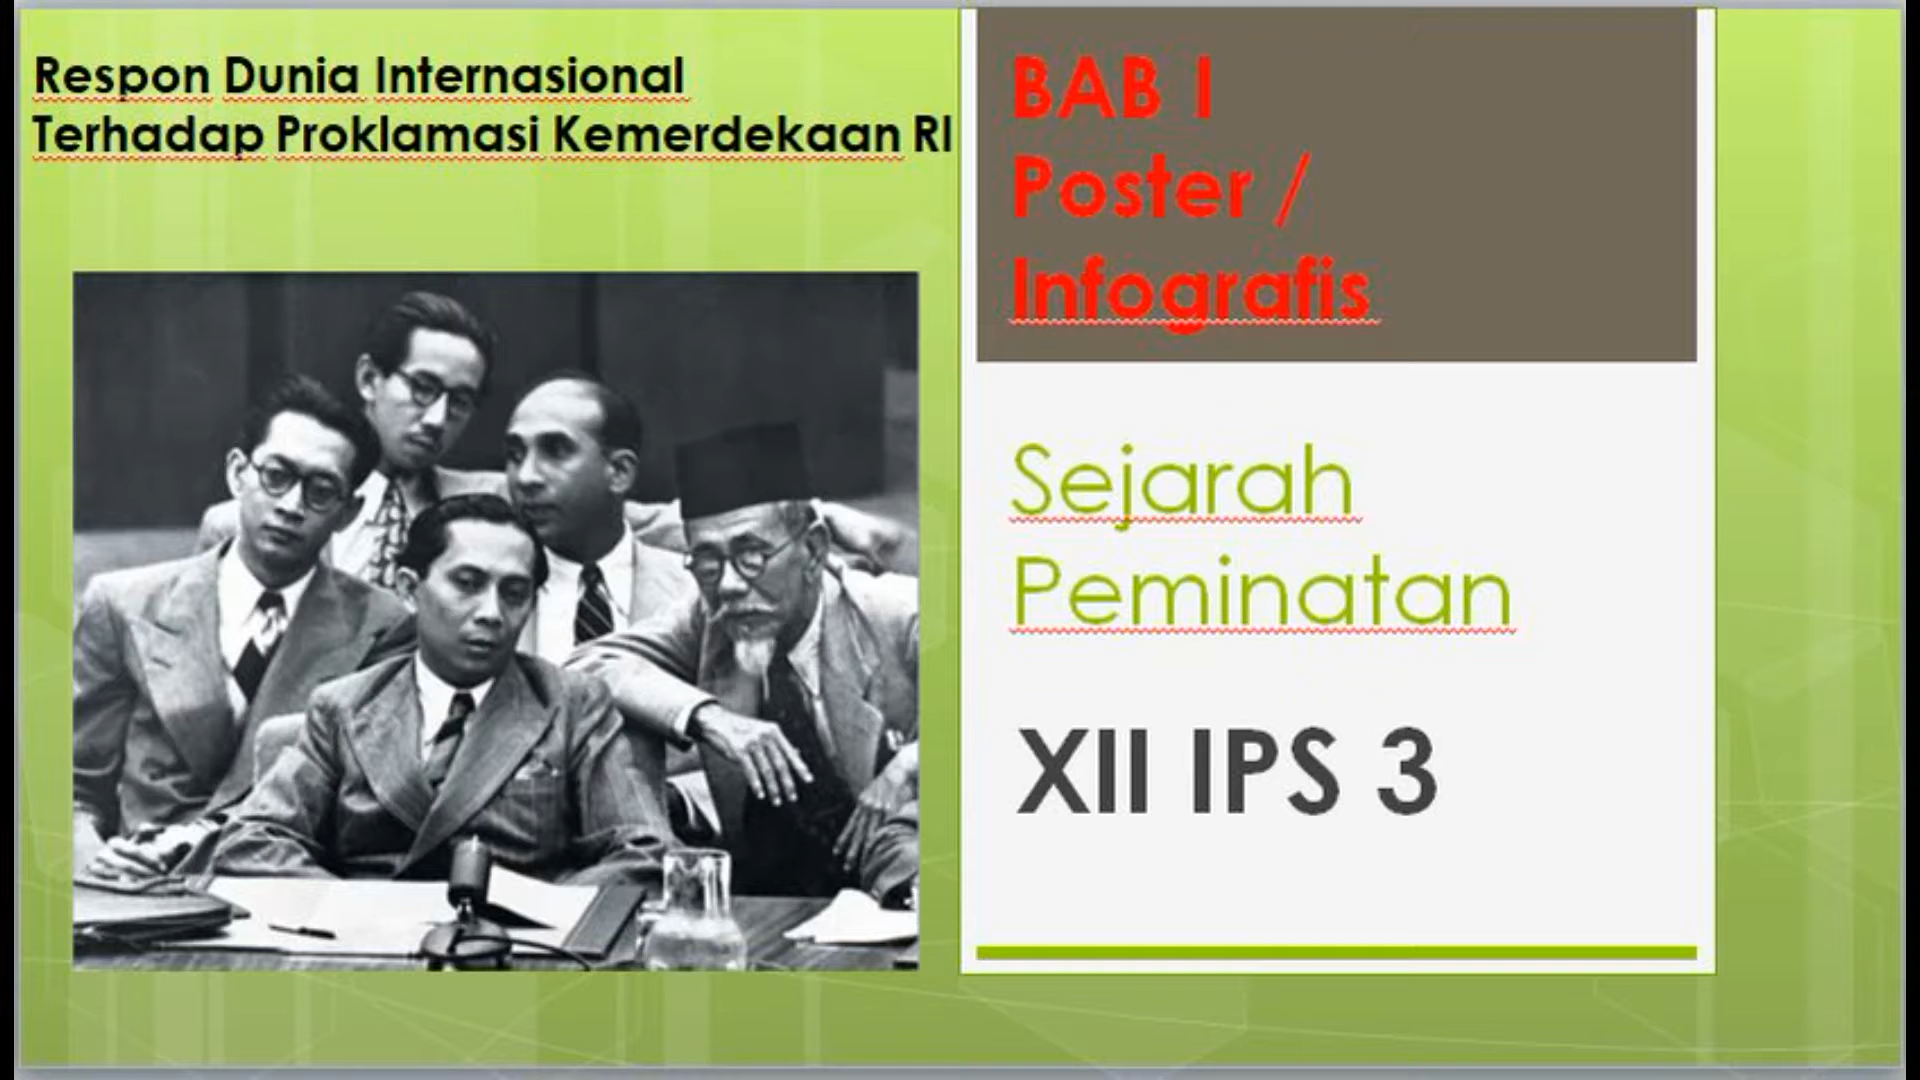 Respon Dunia Internasional
Terhadap Proklamasi Kemerdekaan RI
BAB I
Poster /
Infografis
Sejarah
Peminatan
XII IPS 3